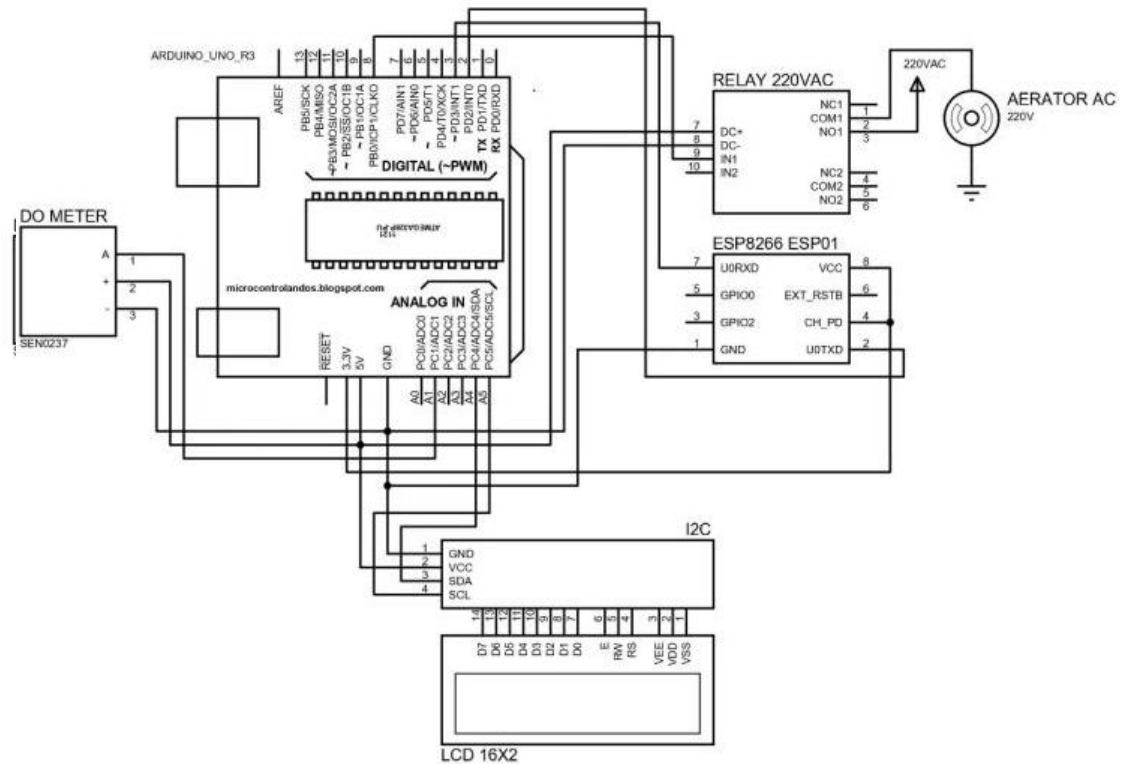 ARDUINO_UNO_R3
AREF
13
12
11
10
9
8
7
6
5
4
3
2
1
0
PB5/SCK
PB4/MISO
~PB3/MOSI/OC2A
~ PB2/SS/OC1B
~ PB1/OC1A
PB0/ICP1/CLKO
PD7/AIN1
~ PD6/AIN0
~ PD5/T1
PD4/T0/XCK
~ PD3/INT1
PD2/INT0
TX PD1/TXD
RX PD0/RXD
DIGITAL (~PWM)
ATMEGA328P-PU
1121
microcontrolandos.blogspot.com
ANALOG IN
RESET
3.3V
5V
GND
PC0/ADC0
PC1/ADC1
PC2/ADC2
PC3/ADC3
PC4/ADC4/SDA
PC5/ADC5/SCL
A0
A1
A2
A3
A4
A5
DO METER
A 1
+ 2
- 3
SEN0237
RELAY 220VAC
7 DC+
8 DC-
9 IN1
10 IN2
NC1 1
COM1 2
NO1 3
NC2 4
COM2 5
NO2 6
220VAC
AERATOR AC
220V
ESP8266 ESP01
7 U0RXD VCC 8
5 GPIO0 EXT_RSTB 6
3 GPIO2 CH_PD 4
1 GND U0TXD 2
I2C
1 GND
2 VCC
3 SDA
4 SCL
14 13 12 11 10 9 8 7 6 5 4 3 2 1
D7 D6 D5 D4 D3 D2 D1 D0 E RW RS VEE VDD VSS
LCD 16X2